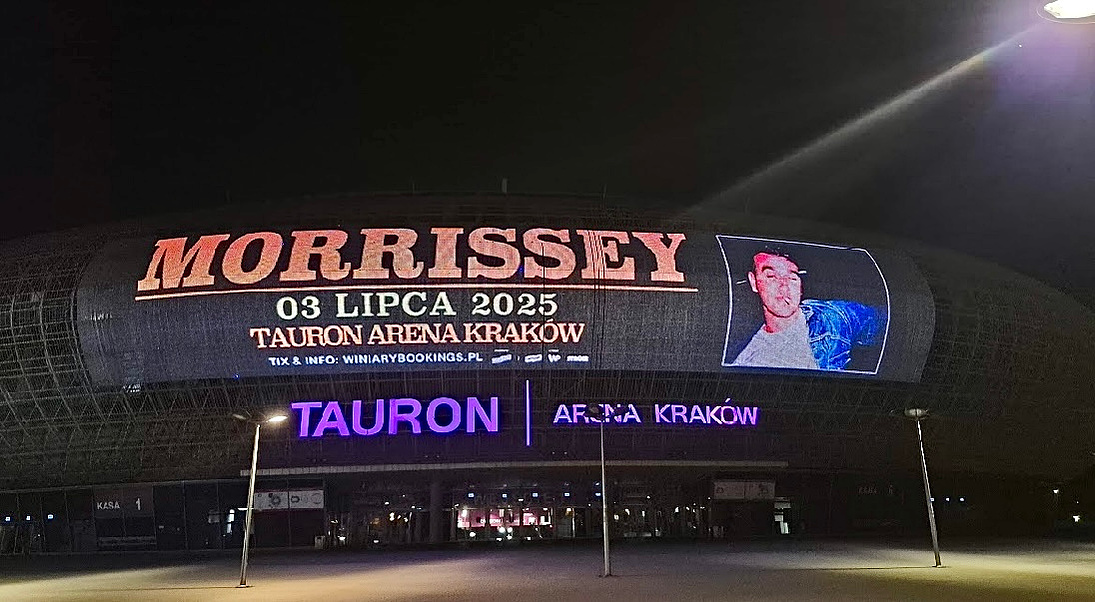 MORRISSEY
03 LIPCA 2025
TAURON ARENA KRAKÓW
TIX & INFO: WINIARYBOOKINGS.PL
TAURON ARENA KRAKÓW
KASA 1